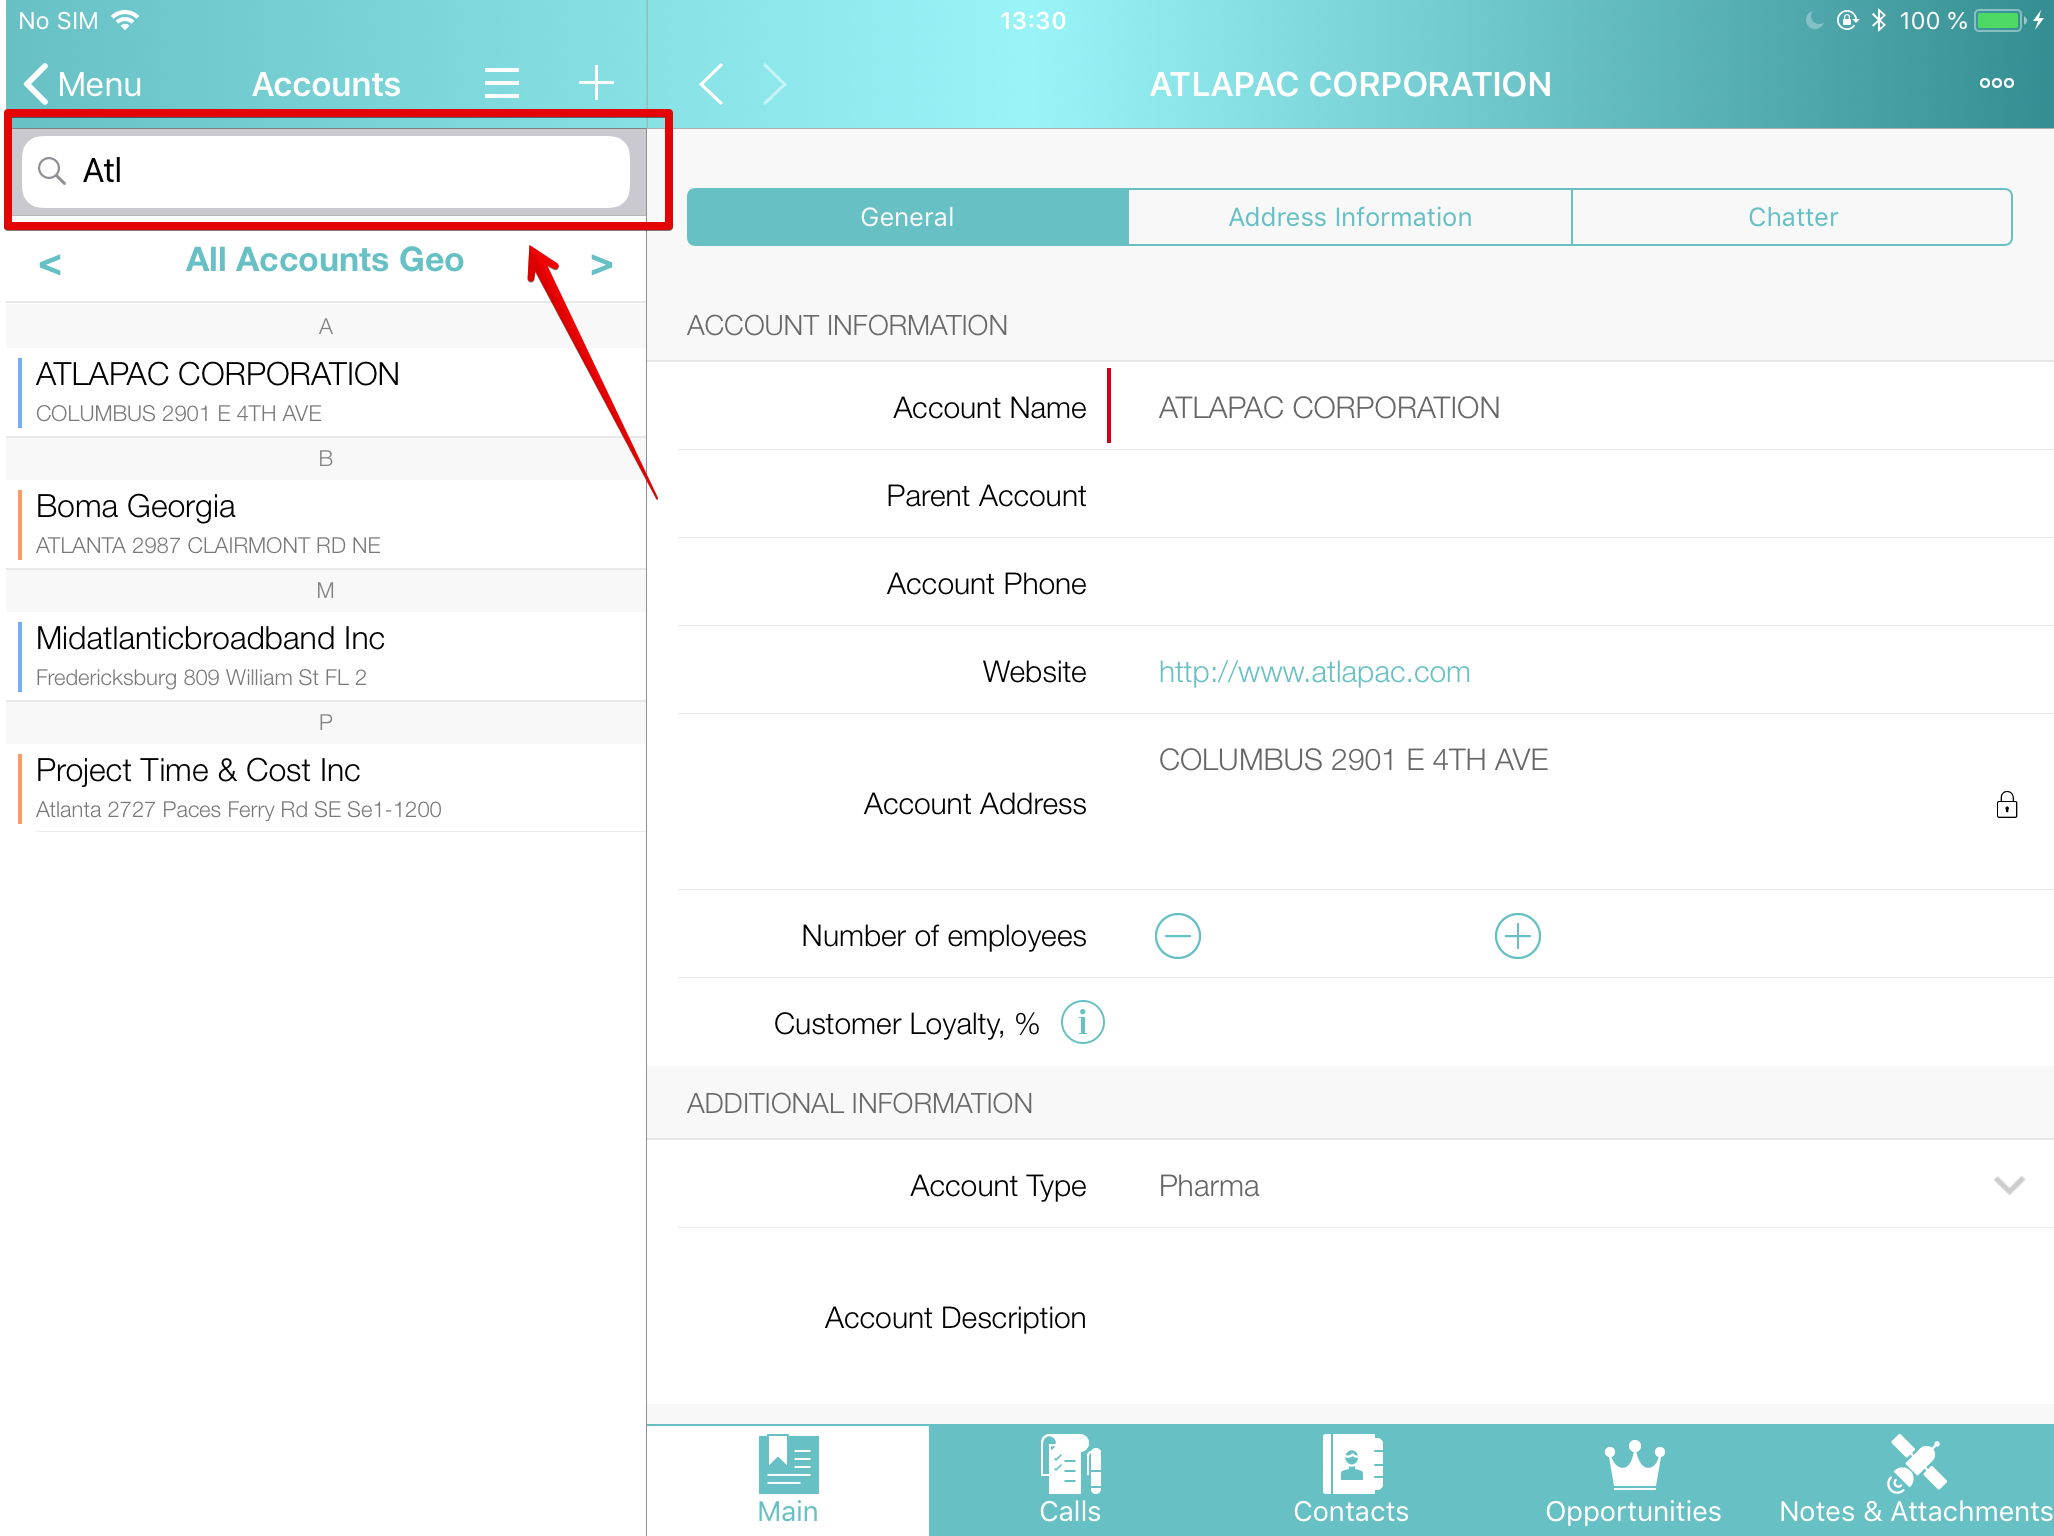 No SIM
13:30
100 %
Menu
Accounts
ATLAPAC CORPORATION
Atl
All Accounts Geo
A
ATLAPAC CORPORATION
COLUMBUS 2901 E 4TH AVE
B
Boma Georgia
ATLANTA 2987 CLAIRMONT RD NE
M
Midatlanticbroadband Inc
Fredericksburg 809 William St FL 2
P
Project Time & Cost Inc
Atlanta 2727 Paces Ferry Rd SE Se1-1200
General
Address Information
Chatter
ACCOUNT INFORMATION
Account Name
ATLAPAC CORPORATION
Parent Account
Account Phone
Website
http://www.atlapac.com
Account Address
COLUMBUS 2901 E 4TH AVE
Number of employees
Customer Loyalty, %
ADDITIONAL INFORMATION
Account Type
Pharma
Account Description
Main
Calls
Contacts
Opportunities
Notes & Attachments